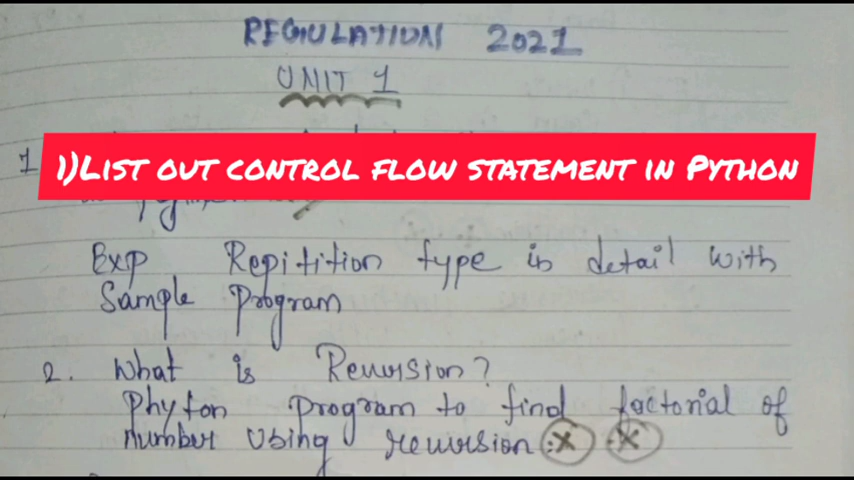 REGULATION 2021
UNIT 1
1
1)LIST OUT CONTROL FLOW STATEMENT IN PYTHON
Exp Repitition type in detail with
Sample Program
2. What is Recursion?
Phyton program to find factorial of
number using recursion